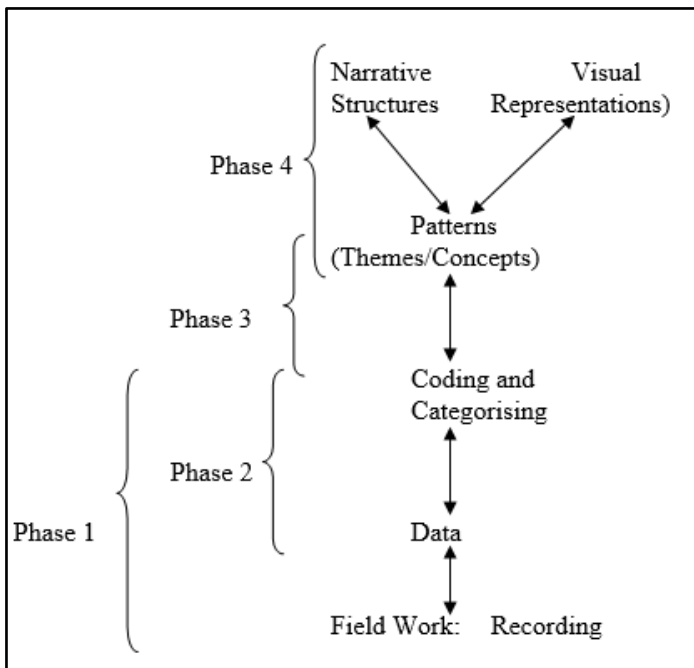 Narrative Visual
Structures Representations)
Phase 4
Patterns
(Themes/Concepts)
Phase 3
Coding and
Categorising
Phase 2
Phase 1 Data
Field Work: Recording